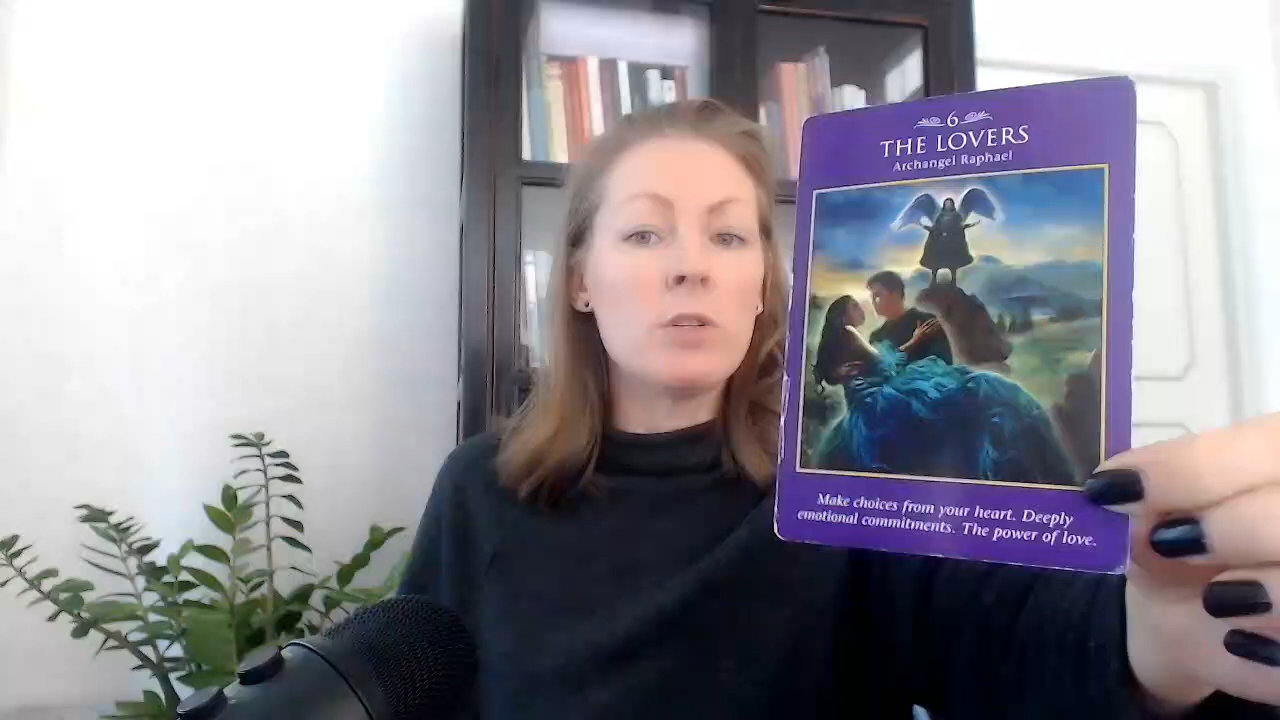 6
THE LOVERS
Archangel Raphael
Make choices from your heart. Deeply
emotional commitments. The power of love.